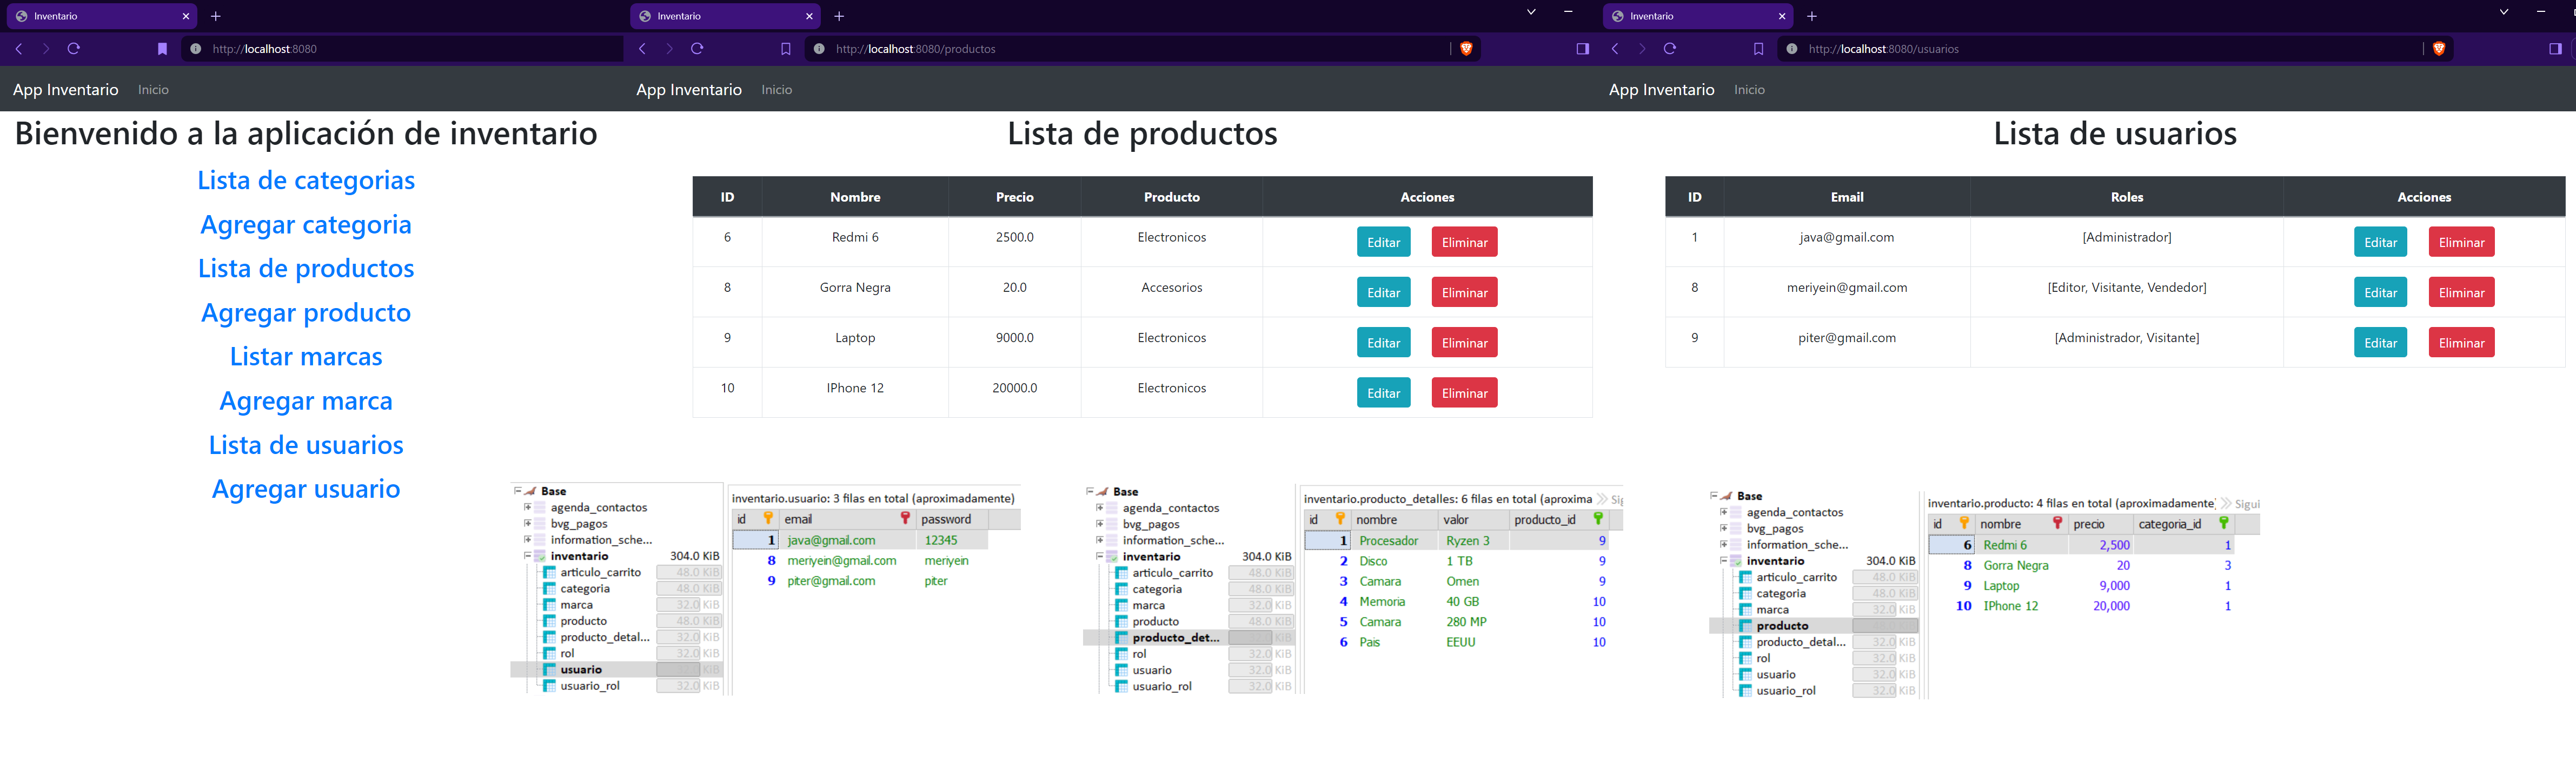 Inventario
http://localhost:8080
App Inventario Inicio
Bienvenido a la aplicación de inventario
Lista de categorias
Agregar categoria
Lista de productos
Agregar producto
Listar marcas
Agregar marca
Lista de usuarios
Agregar usuario
Inventario
http://localhost:8080/productos
App Inventario Inicio
Lista de productos
ID Nombre Precio Producto Acciones
6 Redmi 6 2500.0 Electronicos Editar Eliminar
8 Gorra Negra 20.0 Accesorios Editar Eliminar
9 Laptop 9000.0 Electronicos Editar Eliminar
10 IPhone 12 20000.0 Electronicos Editar Eliminar
Inventario
http://localhost:8080/usuarios
App Inventario Inicio
Lista de usuarios
ID Email Roles Acciones
1 java@gmail.com [Administrador] Editar Eliminar
8 meriyein@gmail.com [Editor, Visitante, Vendedor] Editar Eliminar
9 piter@gmail.com [Administrador, Visitante] Editar Eliminar
Base
agenda_contactos
bvg_pagos
information_sche...
inventario 304.0 KiB
articulo_carrito 48.0 KiB
categoria 48.0 KiB
marca 32.0 KiB
producto 48.0 KiB
producto_detal... 32.0 KiB
rol 32.0 KiB
usuario KiB
usuario_rol 32.0 KiB
inventario.usuario: 3 filas en total (aproximadamente)
id email password
1 java@gmail.com 12345
8 meriyein@gmail.com meriyein
9 piter@gmail.com piter
Base
agenda_contactos
bvg_pagos
information_sche...
inventario 304.0 KiB
articulo_carrito 48.0 KiB
categoria 48.0 KiB
marca 32.0 KiB
producto 48.0 KiB
producto_det...
rol 32.0 KiB
usuario 32.0 KiB
usuario_rol 32.0 KiB
inventario.producto_detalles: 6 filas en total (aproxima » Sig
id nombre valor producto_id
1 Procesador Ryzen 3 9
2 Disco 1 TB 9
3 Camara Omen 9
4 Memoria 40 GB 10
5 Camara 280 MP 10
6 Pais EEUU 10
Base
agenda_contactos
bvg_pagos
information_sche...
inventario 304.0 KiB
articulo_carrito 48.0 KiB
categoria 48.0 KiB
marca 32.0 KiB
producto
producto_detal... 32.0 KiB
rol 32.0 KiB
usuario 32.0 KiB
usuario_rol 32.0 KiB
inventario.producto: 4 filas en total (aproximadamente) » Sigui
id nombre precio categoria_id
6 Redmi 6 2,500 1
8 Gorra Negra 20 3
9 Laptop 9,000 1
10 IPhone 12 20,000 1